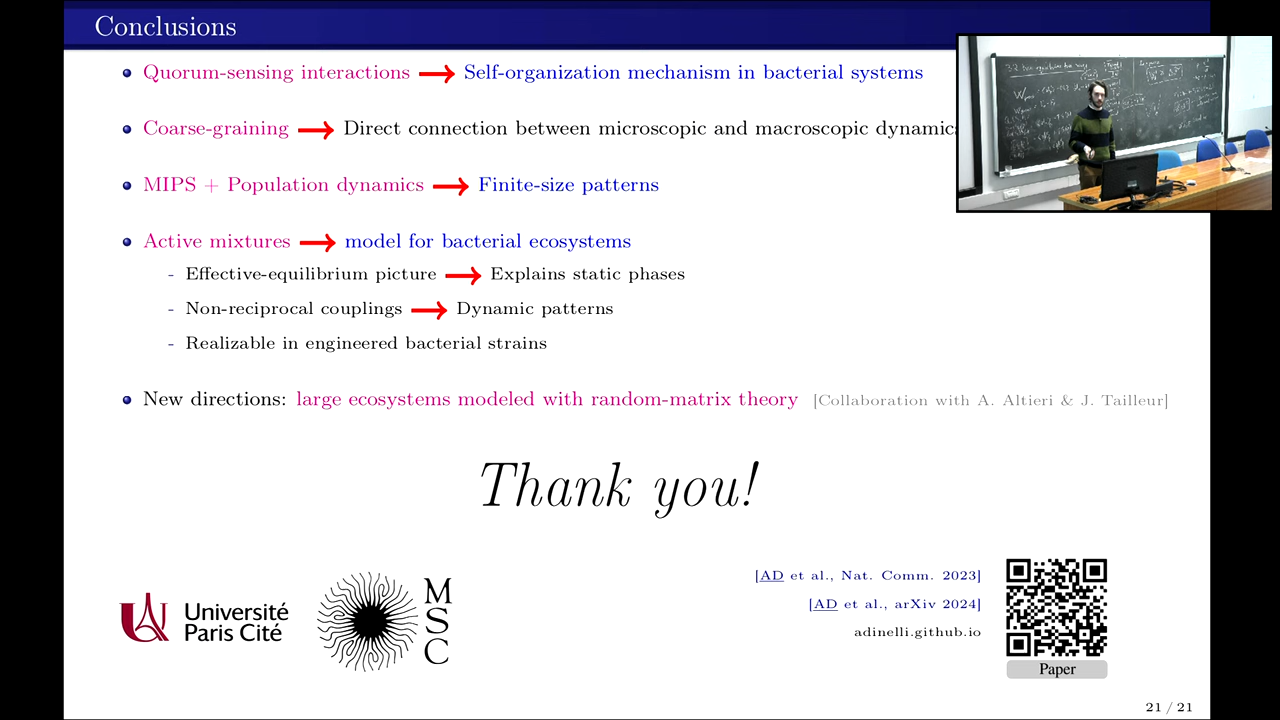 Conclusions
Quorum-sensing interactions → Self-organization mechanism in bacterial systems
Coarse-graining → Direct connection between microscopic and macroscopic dynamics
MIPS + Population dynamics → Finite-size patterns
Active mixtures → model for bacterial ecosystems
- Effective-equilibrium picture → Explains static phases
- Non-reciprocal couplings → Dynamic patterns
- Realizable in engineered bacterial strains
New directions: large ecosystems modeled with random-matrix theory [Collaboration with A. Altieri & J. Tailleur]
Thank you!
[AD et al., Nat. Comm. 2023]
[AD et al., arXiv 2024]
adinelli.github.io
Université
Paris Cité
M
S
C
Paper
21 / 21